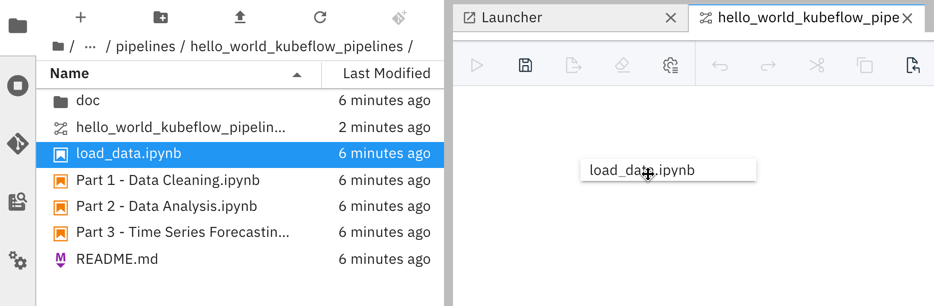 Launcher
hello_world_kubeflow_pipe
/ ... / pipelines / hello_world_kubeflow_pipelines /
Name Last Modified
doc 6 minutes ago
hello_world_kubeflow_pipelin... 2 minutes ago
load_data.ipynb 6 minutes ago
Part 1 - Data Cleaning.ipynb 6 minutes ago
Part 2 - Data Analysis.ipynb 6 minutes ago
Part 3 - Time Series Forecastin... 6 minutes ago
M README.md 6 minutes ago
load_data.ipynb